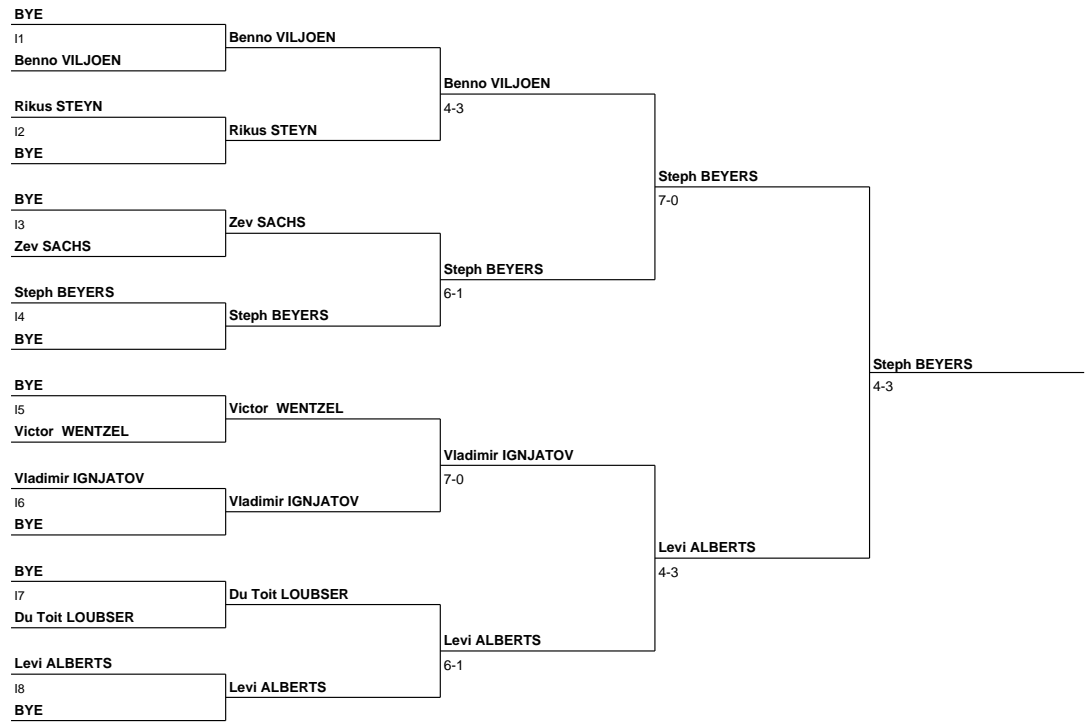 BYE
I1
Benno VILJOEN
Rikus STEYN
I2
BYE
BYE
I3
Zev SACHS
Steph BEYERS
I4
BYE
BYE
I5
Victor  WENTZEL
Vladimir IGNJATOV
I6
BYE
BYE
I7
Du Toit LOUBSER
Levi ALBERTS
I8
BYE
Benno VILJOEN
Rikus STEYN
Zev SACHS
Steph BEYERS
Victor  WENTZEL
Vladimir IGNJATOV
Du Toit LOUBSER
Levi ALBERTS
Benno VILJOEN
4-3
Steph BEYERS
6-1
Vladimir IGNJATOV
7-0
Levi ALBERTS
6-1
Steph BEYERS
7-0
Levi ALBERTS
4-3
Steph BEYERS
4-3